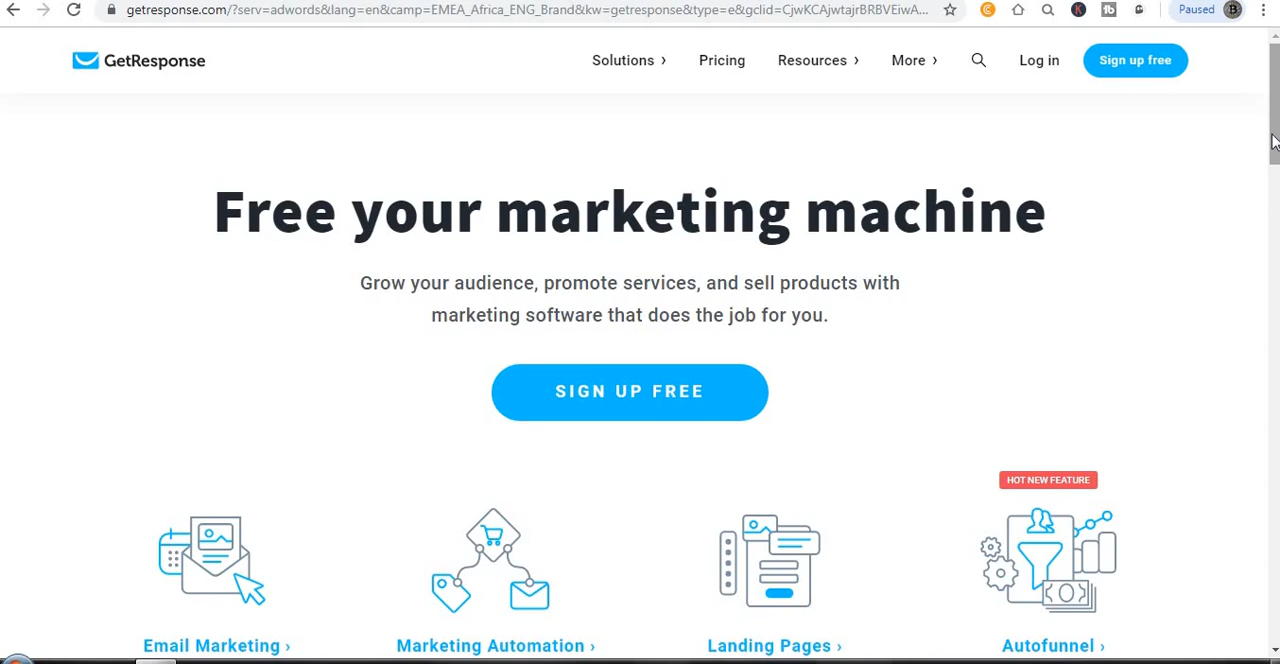 getresponse.com/?serv=adwords&lang=en&camp=EMEA_Africa_ENG_Brand&kw=getresponse&type=e&gclid=CjwKCAjwtajrBRBVEiwA...
Paused
GetResponse
Solutions ›
Pricing
Resources ›
More ›
Log in
Sign up free
Free your marketing machine
Grow your audience, promote services, and sell products with
marketing software that does the job for you.
SIGN UP FREE
HOT NEW FEATURE
Email Marketing ›
Marketing Automation ›
Landing Pages ›
Autofunnel ›